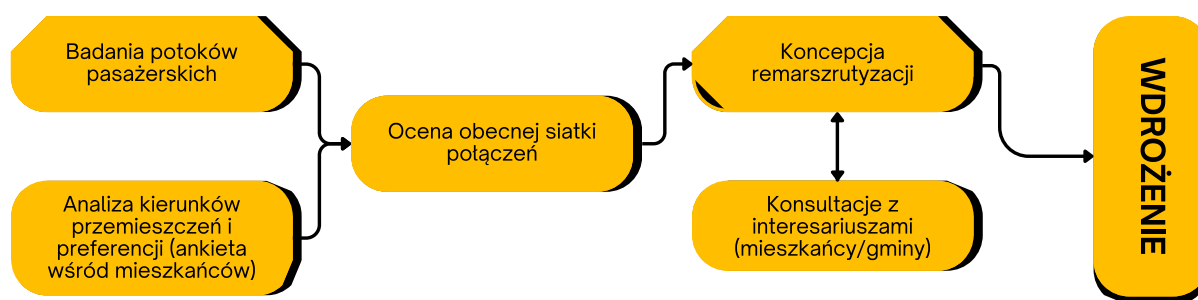 Badania potoków
pasażerskich
Analiza kierunków
przemieszczeń i
preferencji (ankieta
wśród mieszkańców)
Ocena obecnej siatki
połączeń
Koncepcja
remarszrutyzacji
Konsultacje z
interesariuszami
(mieszkańcy/gminy)
WDROŻENIE